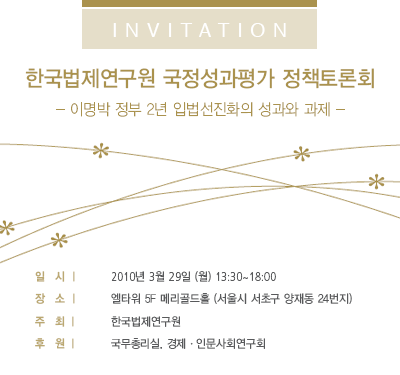 INVITATION
한국법제연구원 국정성과평가 정책토론회
– 이명박 정부 2년 입법선진화의 성과와 과제 –
일 시 | 2010년 3월 29일 (월) 13:30~18:00
장 소 | 엘타워 5F 메리골드홀 (서울시 서초구 양재동 24번지)
주 최 | 한국법제연구원
후 원 | 국무총리실, 경제 · 인문사회연구회